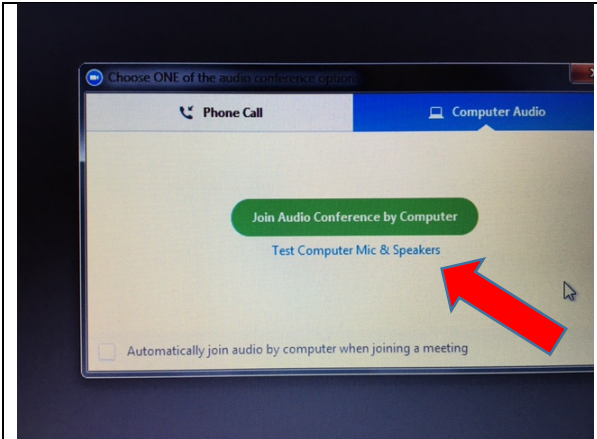 Choose ONE of the audio conference option
Phone Call
Computer Audio
Join Audio Conference by Computer
Test Computer Mic & Speakers
Automatically join audio by computer when joining a meeting